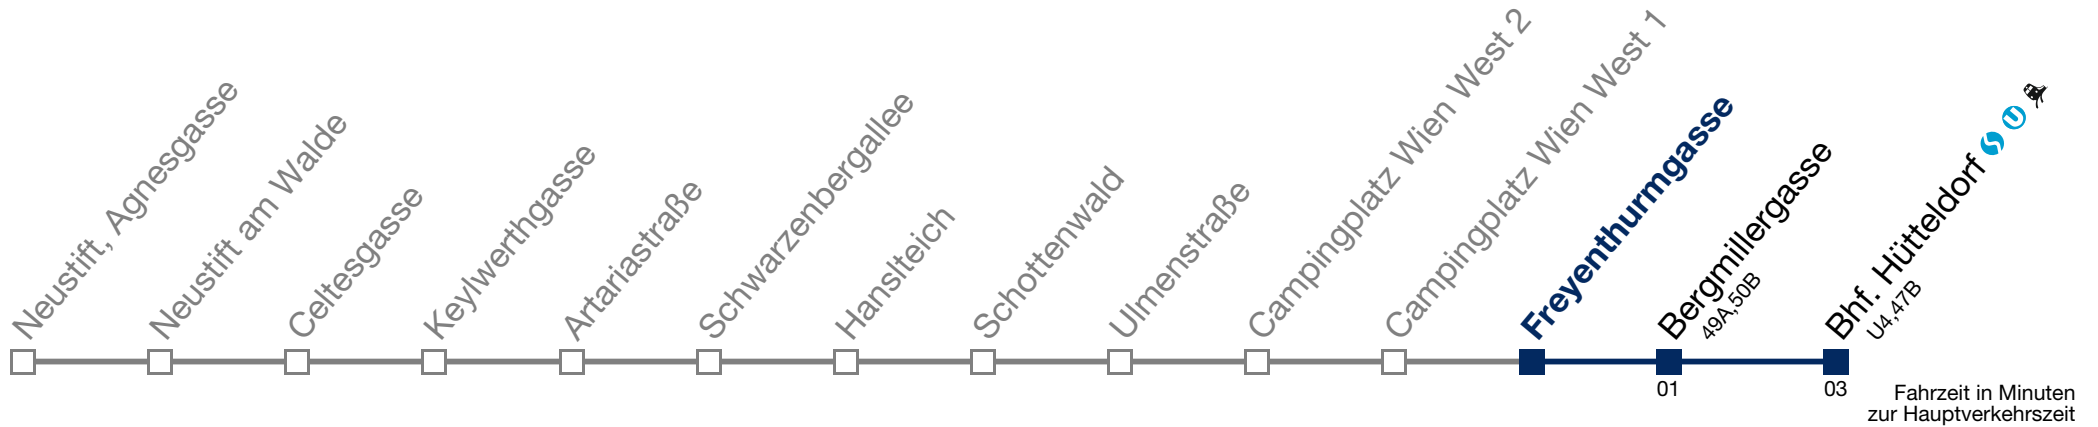 Neustift, Agnesgasse
Neustift am Walde
Celtesgasse
Keylwerthgasse
Artariastraße
Schwarzenbergallee
Hanslteich
Schottenwald
Ulmenstraße
Campingplatz Wien West 2
Campingplatz Wien West 1
Freyenthurmgasse
Bergmillergasse
49A,50B
Bhf. Hütteldorf S U
U4,47B
01
03
Fahrzeit in Minuten
zur Hauptverkehrszeit